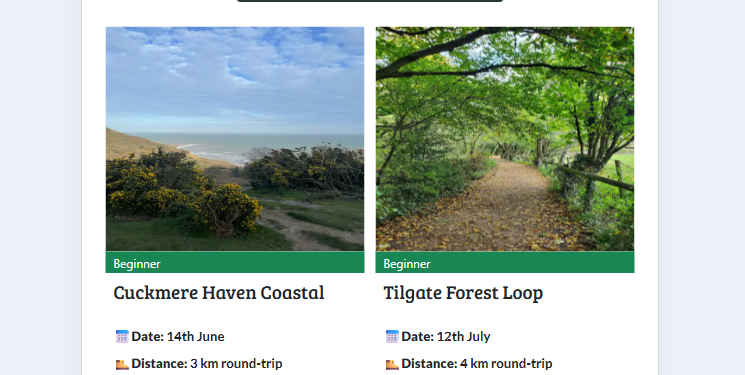 Beginner
Cuckmere Haven Coastal
Date: 14th June
Distance: 3 km round-trip
Beginner
Tilgate Forest Loop
Date: 12th July
Distance: 4 km round-trip